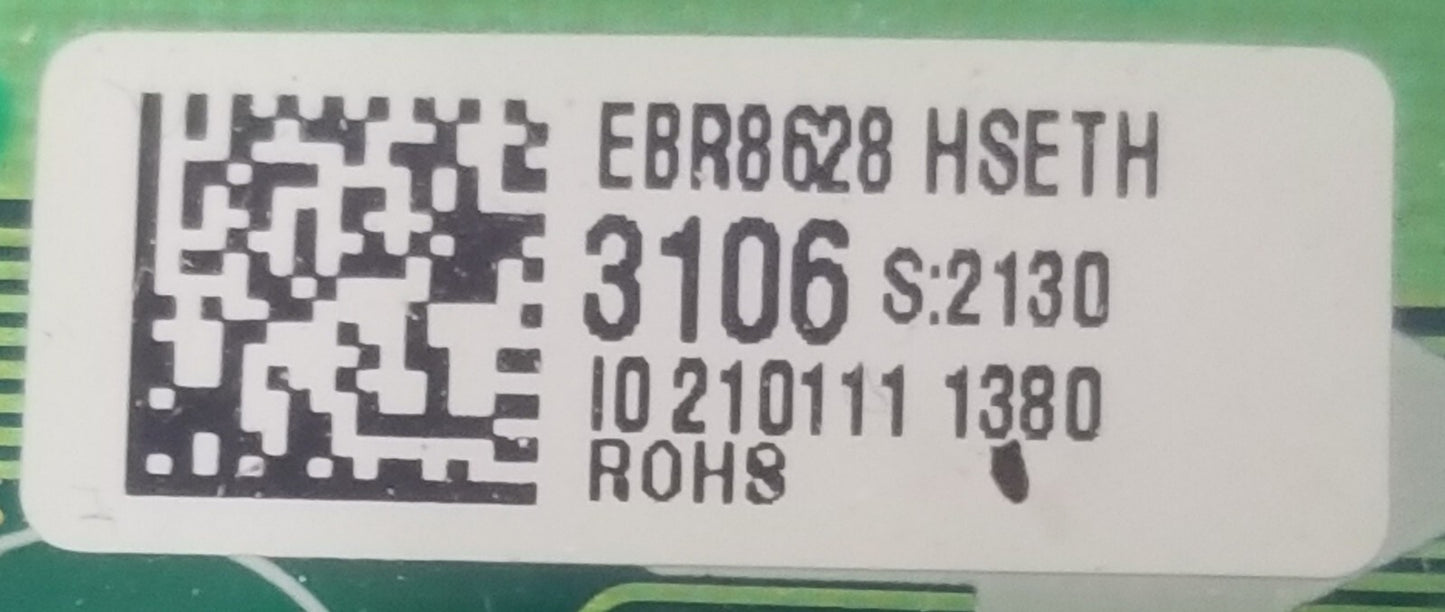 EBR8628 HSETH
3106 S:2130
I0 210111 1380
ROHS